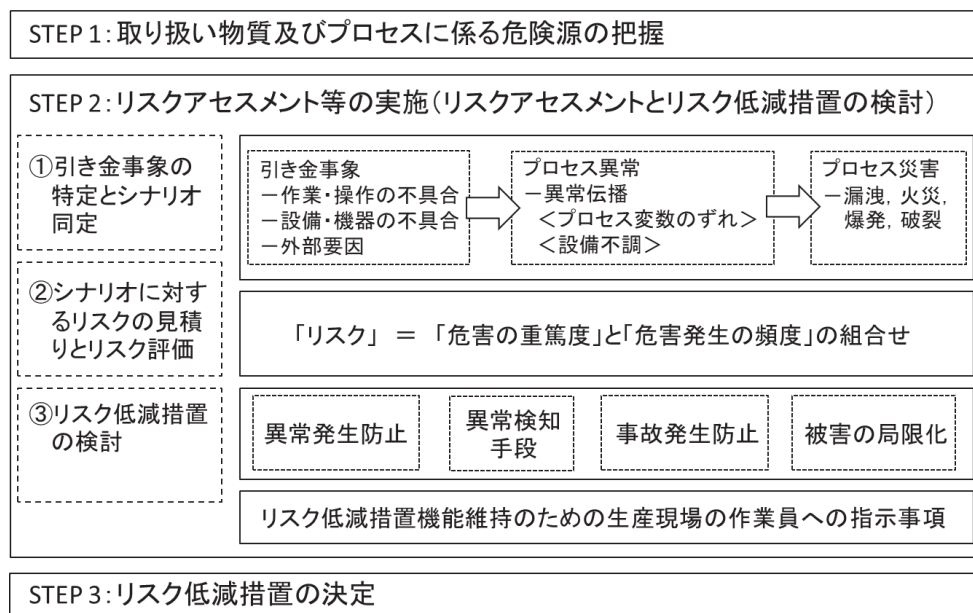 STEP 1：取り扱い物質及びプロセスに係る危険源の把握
STEP 2：リスクアセスメント等の実施（リスクアセスメントとリスク低減措置の検討）
①引き金事象の
特定とシナリオ
同定
引き金事象
－作業・操作の不具合
－設備・機器の不具合
－外部要因
プロセス異常
－異常伝播
＜プロセス変数のずれ＞
＜設備不調＞
プロセス災害
－漏洩，火災，
爆発，破裂
②シナリオに対す
るリスクの見積
りとリスク評価
「リスク」 ＝ 「危害の重篤度」と「危害発生の頻度」の組合せ
③リスク低減措置
の検討
異常発生防止
異常検知
手段
事故発生防止
被害の局限化
リスク低減措置機能維持のための生産現場の作業員への指示事項
STEP 3：リスク低減措置の決定